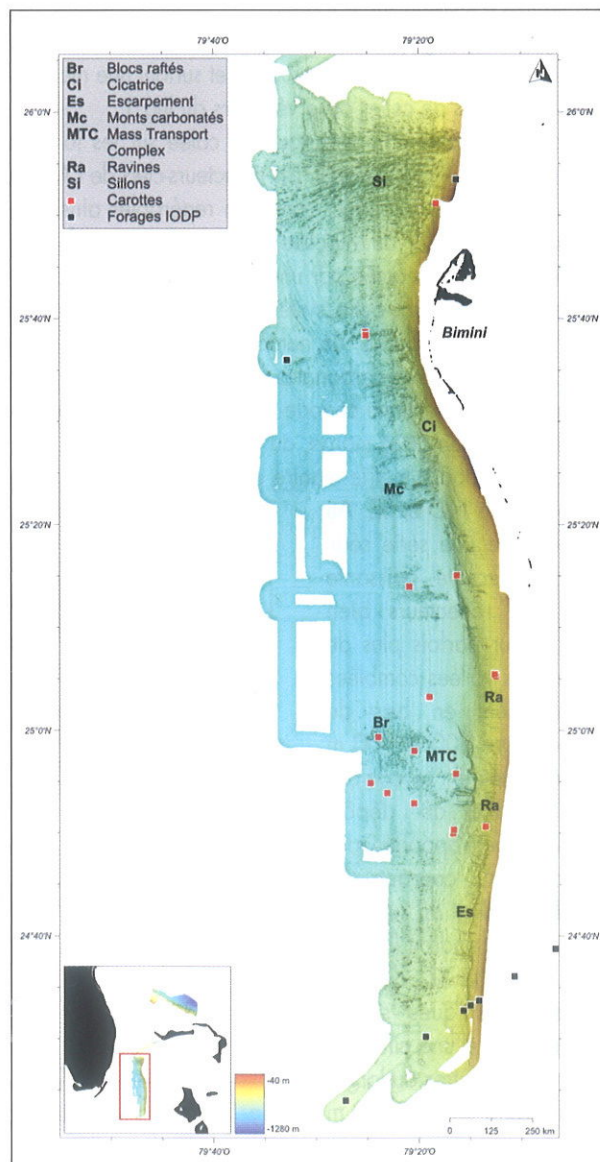 79°40'O 79°20'O
26°0'N 26°0'N
Br Blocs raftés
Ci Cicatrice
Es Escarpement
Mc Monts carbonatés
MTC Mass Transport
Complex
Ra Ravines
Si Sillons
Carottes
Forages IODP
Si
25°40'N 25°40'N
Bimini
Ci
Mc
25°20'N 25°20'N
Ra
Br
25°0'N 25°0'N
MTC
Ra
Es
24°40'N 24°40'N
-40 m
-1280 m
0 125 250 km
79°40'O 79°20'O